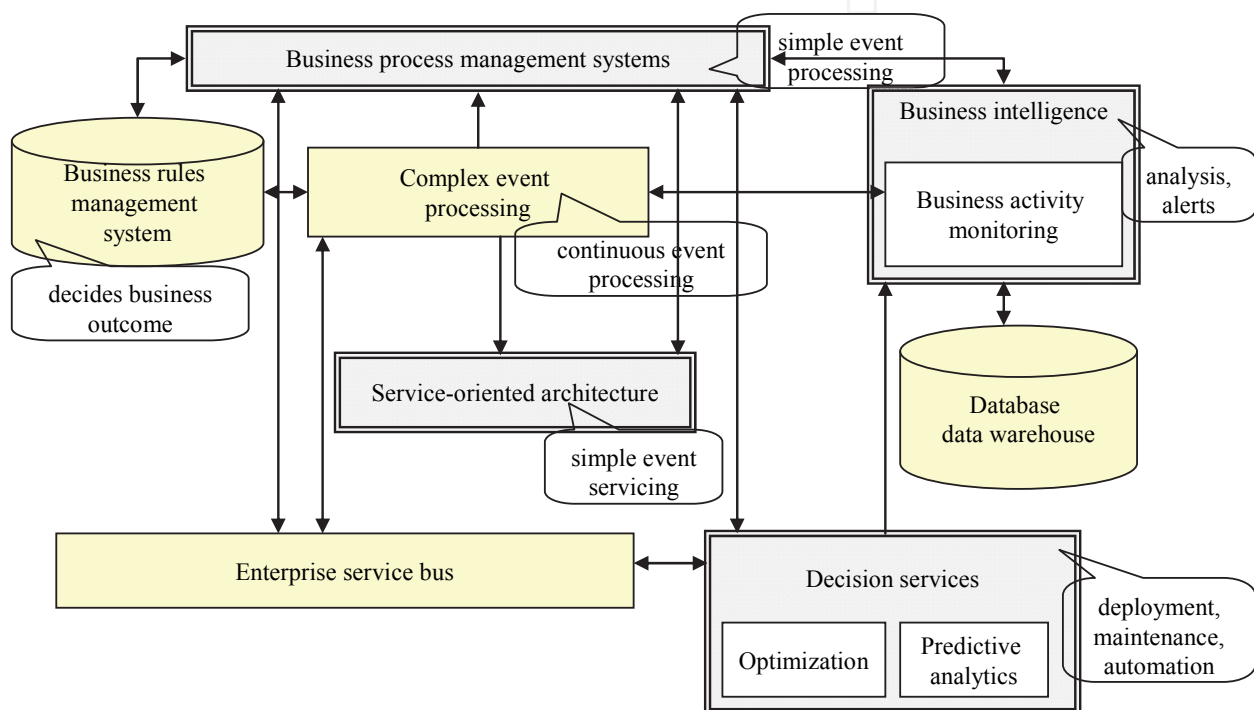 Business process management systems
simple event
processing
Business intelligence
Business rules
management
system
Complex event
processing
Business activity
monitoring
analysis,
alerts
continuous event
processing
decides business
outcome
Service-oriented architecture
Database
data warehouse
simple event
servicing
Enterprise service bus
Decision services
Optimization
Predictive
analytics
deployment,
maintenance,
automation